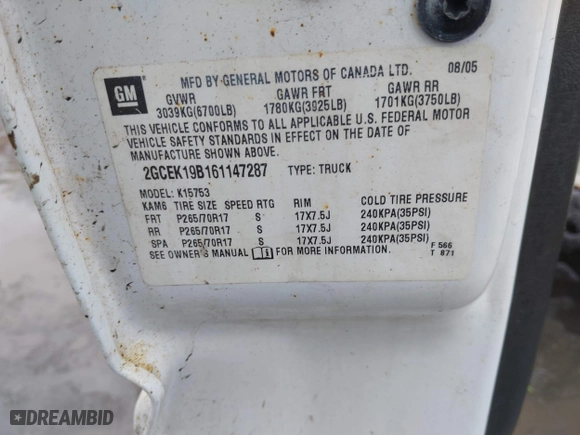 GM
MFD BY GENERAL MOTORS OF CANADA LTD. 08/05
GVWR GAWR FRT GAWR RR
3039KG(6700LB) 1780KG(3925LB) 1701KG(3750LB)
THIS VEHICLE CONFORMS TO ALL APPLICABLE U.S. FEDERAL MOTOR
VEHICLE SAFETY STANDARDS IN EFFECT ON THE DATE OF
MANUFACTURE SHOWN ABOVE.
2GCEK19B161147287 TYPE: TRUCK
MODEL: K15753
KAM6 TIRE SIZE SPEED RTG RIM COLD TIRE PRESSURE
FRT P265/70R17 S 17X7.5J 240KPA(35PSI)
RR P265/70R17 S 17X7.5J 240KPA(35PSI)
SPA P265/70R17 S 17X7.5J 240KPA(35PSI)
SEE OWNER'S MANUAL FOR MORE INFORMATION.
F 566
T 871
DREAMBID